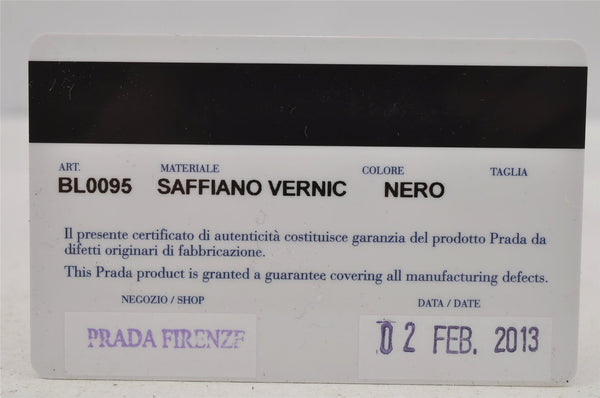 ART. MATERIALE COLORE TAGLIA
BL0095 SAFFIANO VERNIC NERO
Il presente certificato di autenticità costituisce garanzia del prodotto Prada da
difetti originari di fabbricazione.
This Prada product is granted a guarantee covering all manufacturing defects.
NEGOZIO / SHOP DATA / DATE
PRADA FIRENZE 02 FEB. 2013